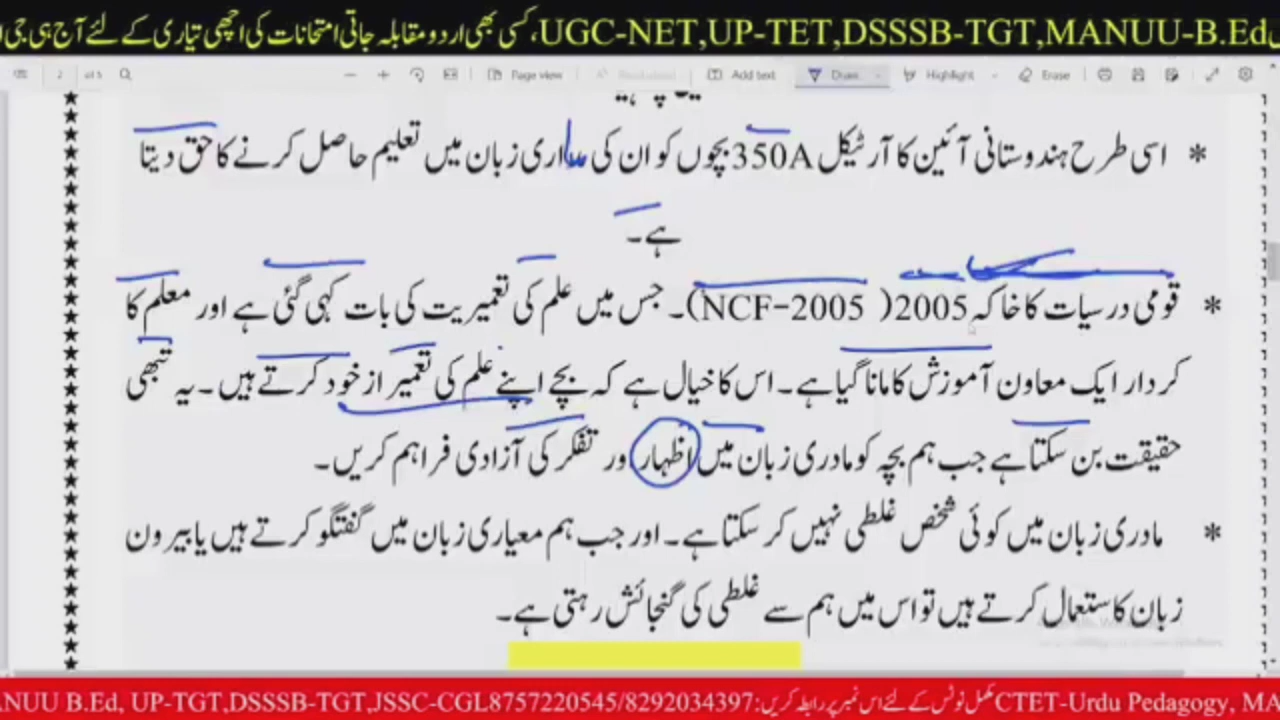 UGC-NET,UP-TET,DSSSB-TGT,MANUU-B.Ed، کسی بھی اردو مقابلہ جاتی امتحانات کی اچھی تیاری کے لئے آج ہی
2 of 5 Page view Add text Draw Highlight Erase
* اسی طرح ہندوستانی آئین کا آرٹیکل 350A بچوں کو ان کی مادری زبان میں تعلیم حاصل کرنے کا حق دیتا
ہے۔
* قومی درسیات کا خاکہ 2005( NCF-2005)۔ جس میں علم کی تعمیریت کی بات کہی گئی ہے اور معلم کا
کردار ایک معاون آموزش کا مانا گیا ہے۔ اس کا خیال ہے کہ بچے اپنے علم کی تعمیر از خود کرتے ہیں۔ یہ تبھی
حقیقت بن سکتا ہے جب ہم بچہ کو مادری زبان میں اظہار ور تفکر کی آزادی فراہم کریں۔
* مادری زبان میں کوئی شخص غلطی نہیں کر سکتا ہے۔ اور جب ہم معیاری زبان میں گفتگو کرتے ہیں یا بیرون
زبان کا ستعمال کرتے ہیں تو اس میں ہم سے غلطی کی گنجائش رہتی ہے۔
CTET-Urdu Pedagogy, مکمل نوٹس کے لئے اس نمبر پر رابطہ کریں:8757220545/8292034397 MANUU B.Ed, UP-TGT,DSSSB-TGT,JSSC-CGL